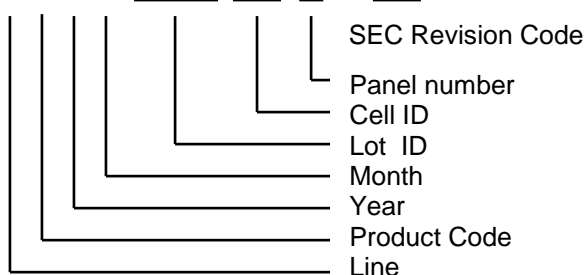 SEC Revision Code
Panel number
Cell ID
Lot ID
Month
Year
Product Code
Line